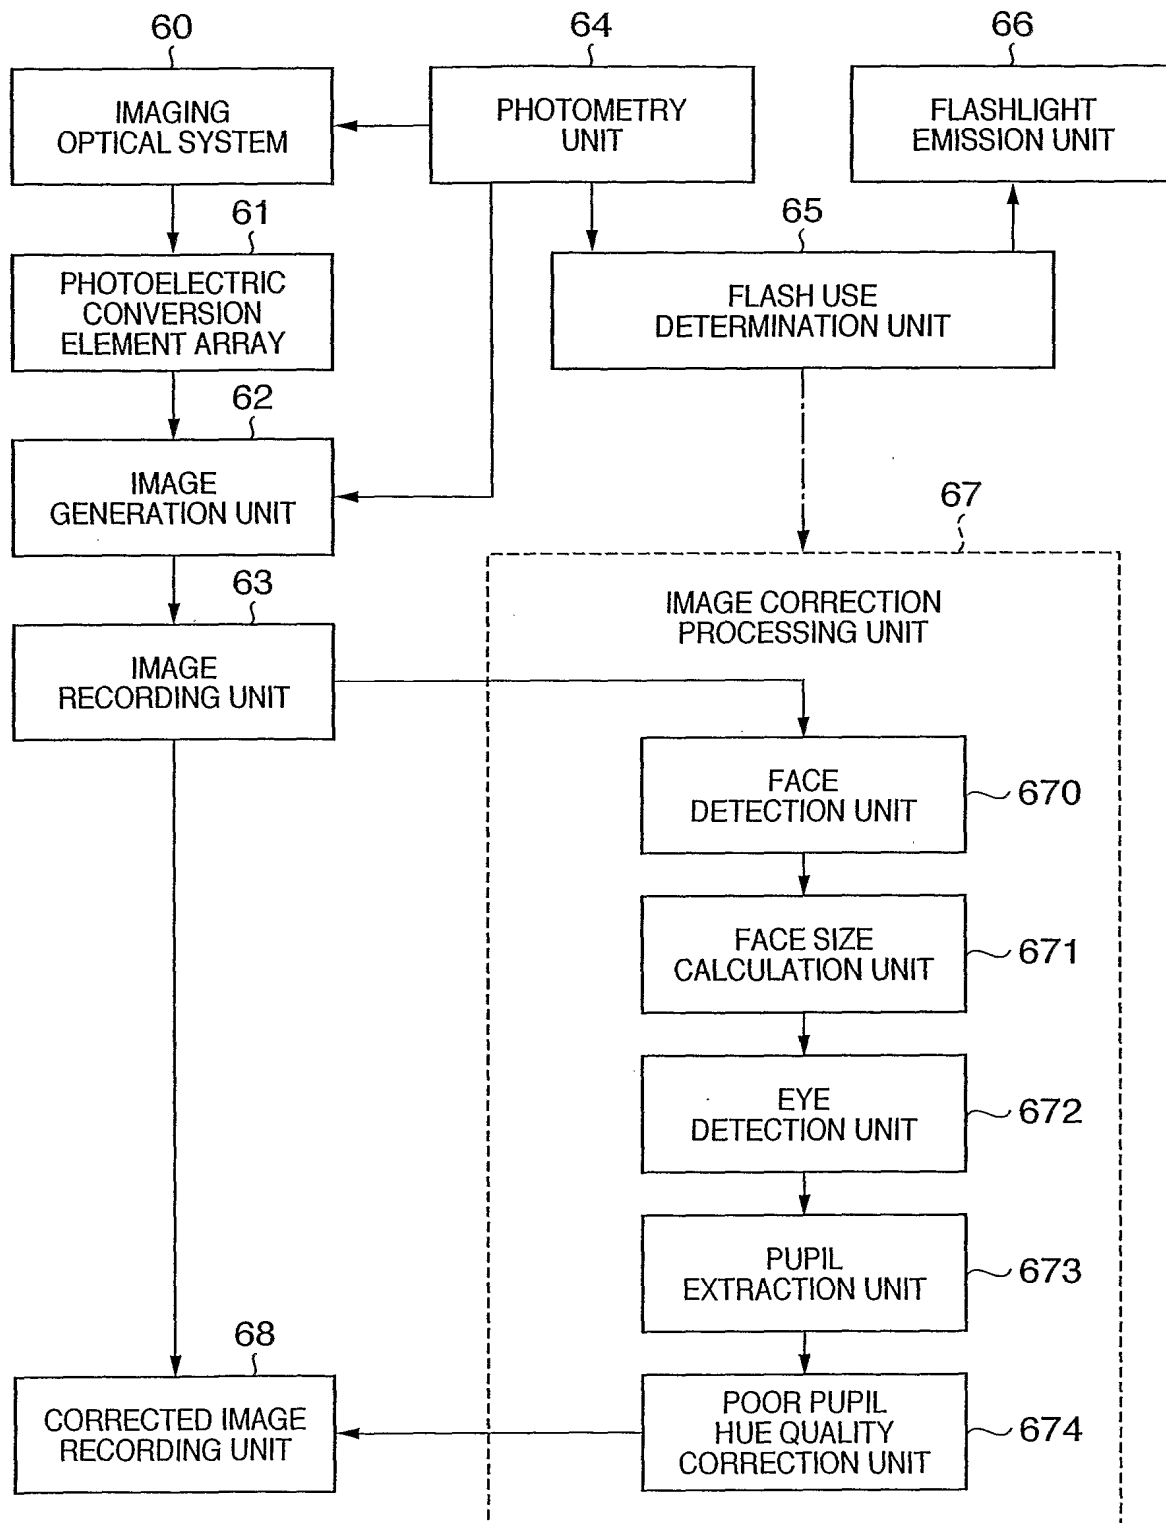 60
IMAGING
OPTICAL SYSTEM
64
PHOTOMETRY
UNIT
66
FLASHLIGHT
EMISSION UNIT
61
PHOTOELECTRIC
CONVERSION
ELEMENT ARRAY
65
FLASH USE
DETERMINATION UNIT
62
IMAGE
GENERATION UNIT
63
IMAGE
RECORDING UNIT
67
IMAGE CORRECTION
PROCESSING UNIT
FACE
DETECTION UNIT
670
FACE SIZE
CALCULATION UNIT
671
EYE
DETECTION UNIT
672
PUPIL
EXTRACTION UNIT
673
68
CORRECTED IMAGE
RECORDING UNIT
POOR PUPIL
HUE QUALITY
CORRECTION UNIT
674